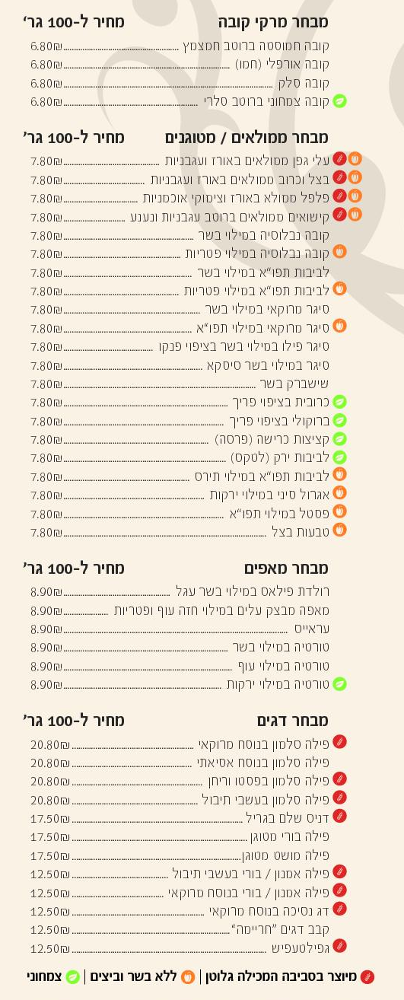 מבחר מרקי קובה מחיר ל-100 גר'
קובה חמוסטה ברוטב חמצמץ 6.80₪
קובה אורפלי (חמו) 6.80₪
קובה סלק 6.80₪
קובה צמחוני ברוטב סלרי 6.80₪
מבחר ממולאים / מטוגנים מחיר ל-100 גר'
עלי גפן ממולאים באורז ועגבניות 7.80₪
בצל וכרוב ממולאים באורז ועגבניות 7.80₪
פלפל ממולא באורז וצימוקי אוכמניות 7.80₪
קישואים ממולאים ברוטב עגבניות ונענע 7.80₪
קובה נבלוסיה במילוי בשר 7.80₪
קובה נבלוסיה במילוי פטריות 7.80₪
לביבות תפו"א במילוי בשר 7.80₪
לביבות תפו"א במילוי פטריות 7.80₪
סיגר מרוקאי במילוי בשר 7.80₪
סיגר מרוקאי במילוי תפו"א 7.80₪
סיגר פילו במילוי בשר בציפוי פנקו 7.80₪
סיגר במילוי בשר סיסקא 7.80₪
שישברק בשר 7.80₪
כרובית בציפוי פריך 7.80₪
ברוקולי בציפוי פריך 7.80₪
קציצות כרישה (פרסה) 7.80₪
לביבות ירק (לטקס) 7.80₪
לביבות תפו"א במילוי תירס 7.80₪
אגרול סיני במילוי ירקות 7.80₪
פסטל במילוי תפו"א 7.80₪
טבעות בצל 7.80₪
מבחר מאפים מחיר ל-100 גר'
רולדת פילאס במילוי בשר עגל 8.90₪
מאפה מבצק עלים במילוי חזה עוף ופטריות 8.90₪
עראייס 8.90₪
טורטיה במילוי בשר 8.90₪
טורטיה במילוי עוף 8.90₪
טורטיה במילוי ירקות 8.90₪
מבחר דגים מחיר ל-100 גר'
פילה סלמון בנוסח מרוקאי 20.80₪
פילה סלמון בנוסח אסיאתי 20.80₪
פילה סלמון בפסטו וריחן 20.80₪
פילה סלמון בעשבי תיבול 20.80₪
דניס שלם בגריל 17.50₪
פילה בורי מטוגן 17.50₪
פילה מושט מטוגן 17.50₪
פילה אמנון / בורי בעשבי תיבול 12.50₪
פילה אמנון / בורי בנוסח מרוקאי 12.50₪
דג נסיכה בנוסח מרוקאי 12.50₪
קבב דגים "חריימה" 12.50₪
גפילטעפיש 12.50₪
מיוצר בסביבה המכילה גלוטן | ללא בשר וביצים | צמחוני